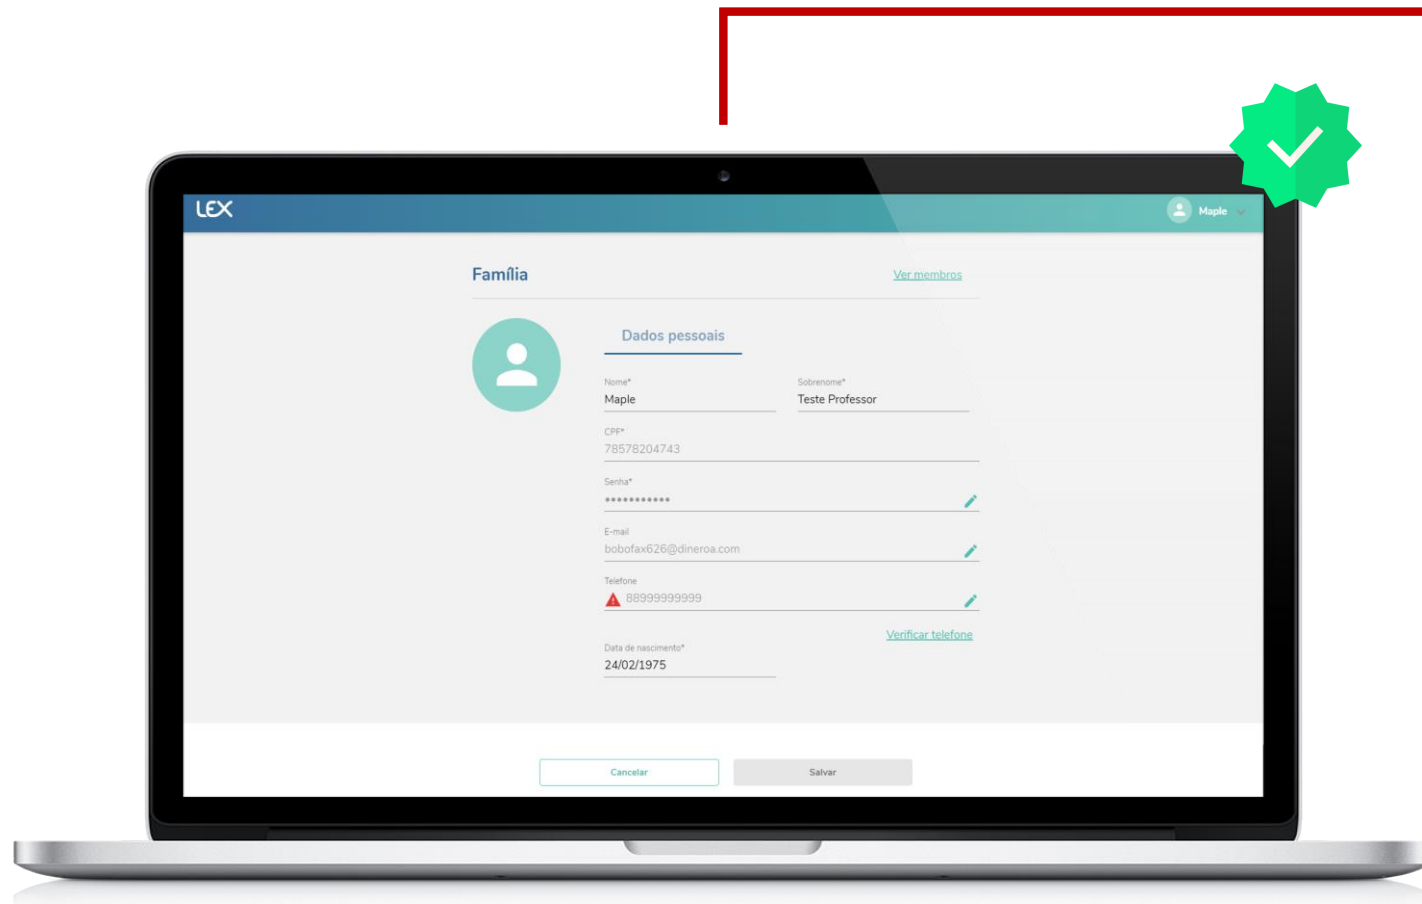 LEX
Maple
Família
Ver membros
Dados pessoais
Nome*
Sobrenome*
Maple
Teste Professor
CPF*
78578204743
Senha*
•••••••••••
E-mail
bobofax626@dineroa.com
Telefone
88999999999
Verificar telefone
Data de nascimento*
24/02/1975
Cancelar
Salvar